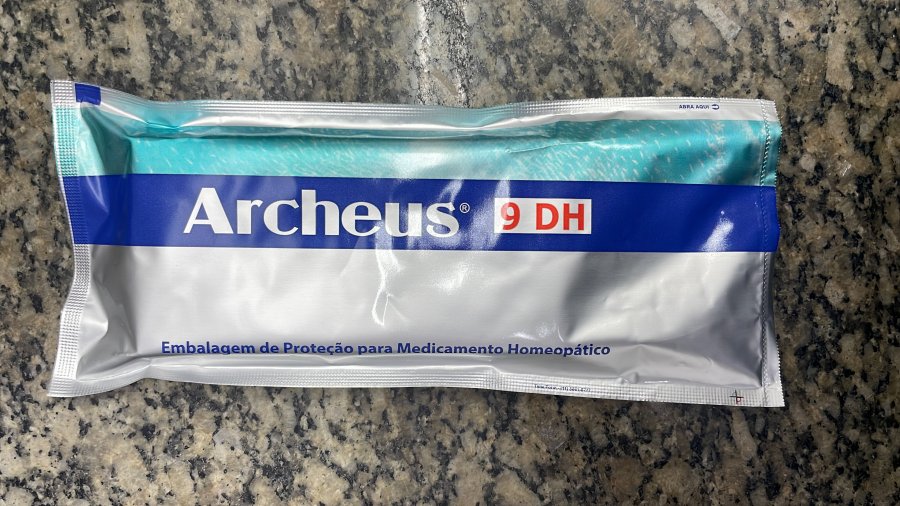 ABRA AQUI
Archeus® 9 DH
Embalagem de Proteção para Medicamento Homeopático